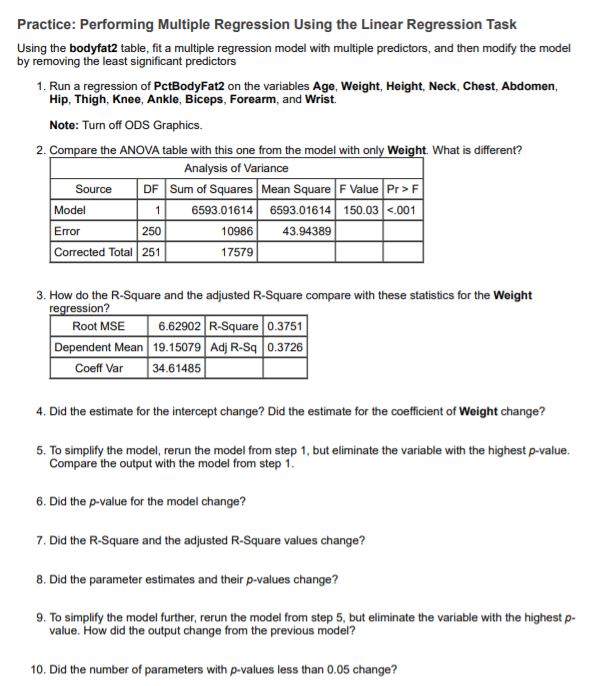 Practice: Performing Multiple Regression Using the Linear Regression Task
Using the bodyfat2 table, fit a multiple regression model with multiple predictors, and then modify the model
by removing the least significant predictors
1. Run a regression of PctBodyFat2 on the variables Age, Weight, Height, Neck, Chest, Abdomen,
Hip, Thigh, Knee, Ankle, Biceps, Forearm, and Wrist.
Note: Turn off ODS Graphics.
2. Compare the ANOVA table with this one from the model with only Weight. What is different?
Analysis of Variance
Source DF Sum of Squares Mean Square F Value Pr > F
Model 1 6593.01614 6593.01614 150.03 <.001
Error 250 10986 43.94389
Corrected Total 251 17579
3. How do the R-Square and the adjusted R-Square compare with these statistics for the Weight
regression?
Root MSE 6.62902 R-Square 0.3751
Dependent Mean 19.15079 Adj R-Sq 0.3726
Coeff Var 34.61485
4. Did the estimate for the intercept change? Did the estimate for the coefficient of Weight change?
5. To simplify the model, rerun the model from step 1, but eliminate the variable with the highest p-value.
Compare the output with the model from step 1.
6. Did the p-value for the model change?
7. Did the R-Square and the adjusted R-Square values change?
8. Did the parameter estimates and their p-values change?
9. To simplify the model further, rerun the model from step 5, but eliminate the variable with the highest p-
value. How did the output change from the previous model?
10. Did the number of parameters with p-values less than 0.05 change?